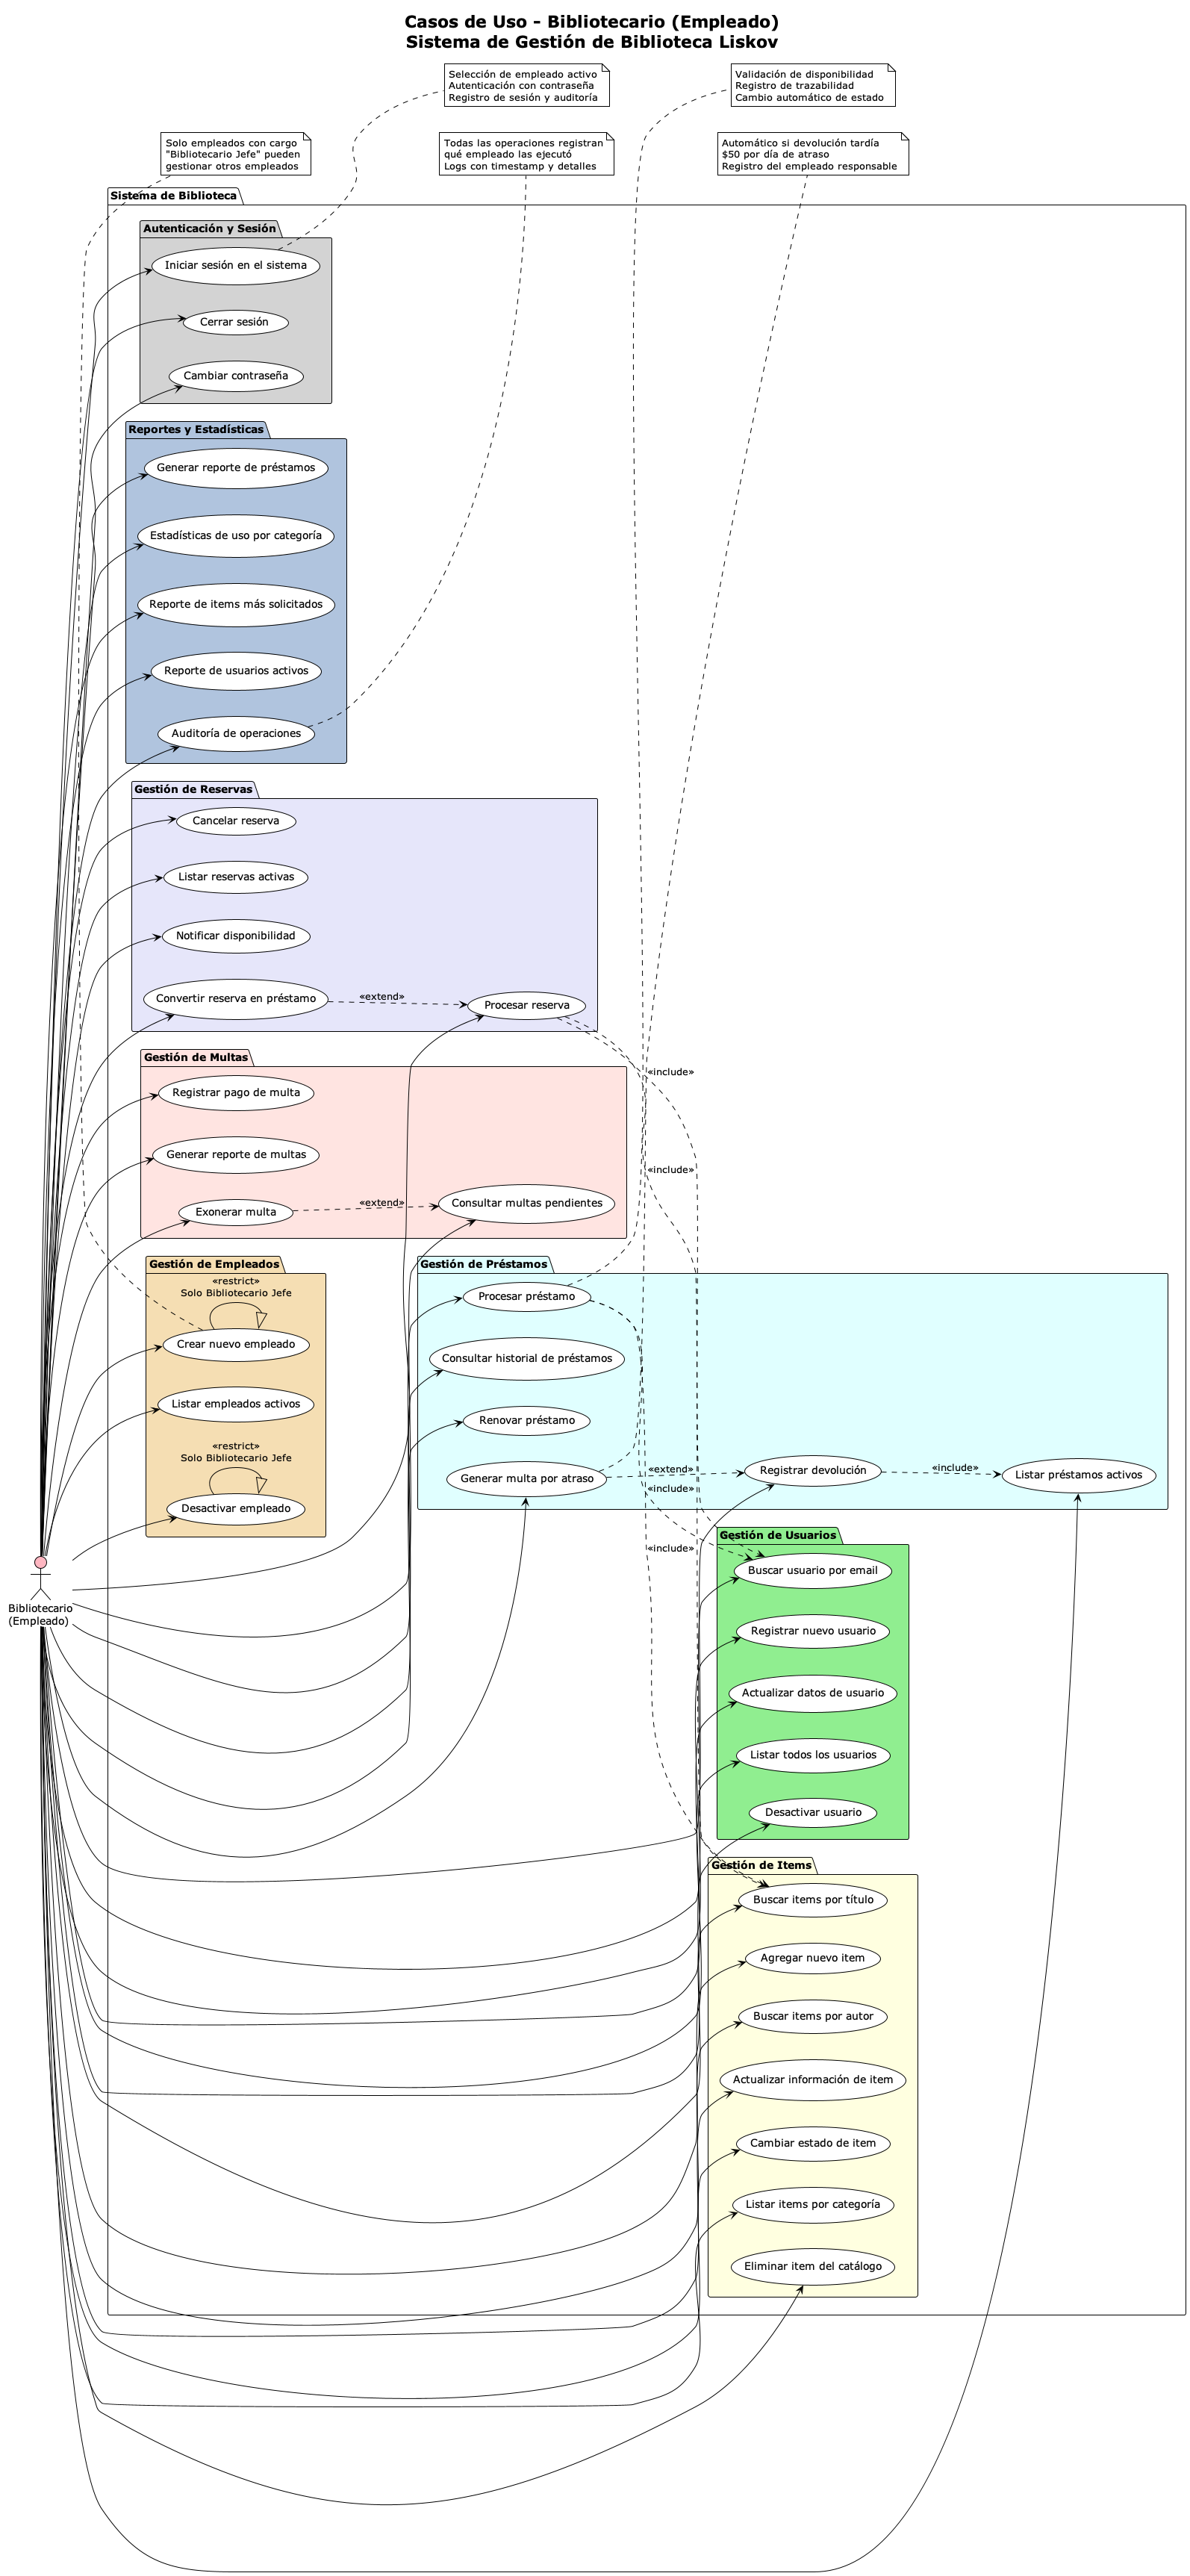 Casos de Uso - Bibliotecario (Empleado)
Sistema de Gestión de Biblioteca Liskov
Selección de empleado activo
Autenticación con contraseña
Registro de sesión y auditoría
Validación de disponibilidad
Registro de trazabilidad
Cambio automático de estado
Solo empleados con cargo
"Bibliotecario Jefe" pueden
gestionar otros empleados
Todas las operaciones registran
qué empleado las ejecutó
Logs con timestamp y detalles
Automático si devolución tardía
$50 por día de atraso
Registro del empleado responsable
Sistema de Biblioteca
Autenticación y Sesión
Iniciar sesión en el sistema
Cerrar sesión
Cambiar contraseña
Reportes y Estadísticas
Generar reporte de préstamos
Estadísticas de uso por categoría
Reporte de items más solicitados
Reporte de usuarios activos
Auditoría de operaciones
Gestión de Reservas
Cancelar reserva
Listar reservas activas
Notificar disponibilidad
Convertir reserva en préstamo
«extend»
Procesar reserva
Gestión de Multas
«include»
Registrar pago de multa
Generar reporte de multas
«include»
Exonerar multa
«extend»
Consultar multas pendientes
Gestión de Empleados
«restrict»
Solo Bibliotecario Jefe
Crear nuevo empleado
Listar empleados activos
«restrict»
Solo Bibliotecario Jefe
Desactivar empleado
Gestión de Préstamos
Procesar préstamo
Consultar historial de préstamos
Renovar préstamo
Generar multa por atraso
«extend»
Registrar devolución
«include»
Listar préstamos activos
«include»
«include»
Bibliotecario
(Empleado)
Gestión de Usuarios
Buscar usuario por email
Registrar nuevo usuario
Actualizar datos de usuario
Listar todos los usuarios
Desactivar usuario
Gestión de Items
Buscar items por título
Agregar nuevo item
Buscar items por autor
Actualizar información de item
Cambiar estado de item
Listar items por categoría
Eliminar item del catálogo